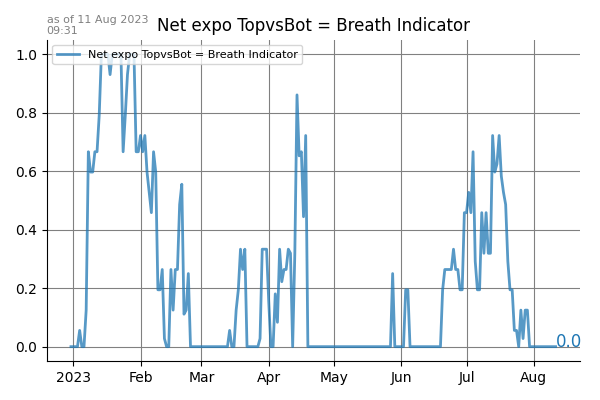 as of 11 Aug 2023
09:31
Net expo TopvsBot = Breath Indicator
Net expo TopvsBot = Breath Indicator
1.0
0.8
0.6
0.4
0.2
0.0
0.0
2023 Feb Mar Apr May Jun Jul Aug